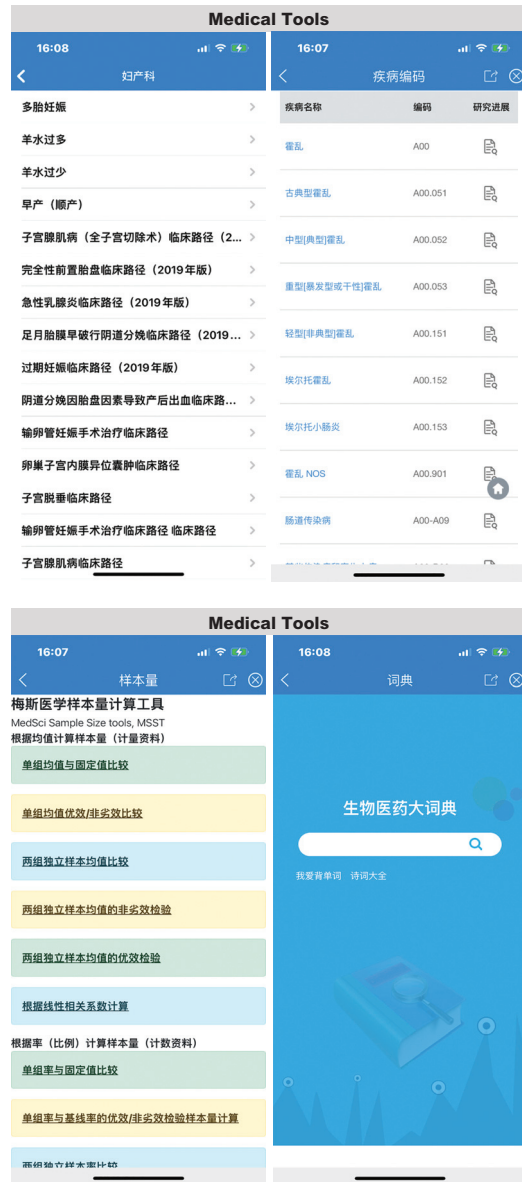 Medical Tools
16:08
妇产科
多胎妊娠
羊水过多
羊水过少
早产（顺产）
子宫腺肌病（全子宫切除术）临床路径（2...
完全性前置胎盘临床路径（2019年版）
急性乳腺炎临床路径（2019年版）
足月胎膜早破行阴道分娩临床路径（2019...
过期妊娠临床路径（2019年版）
阴道分娩因胎盘因素导致产后出血临床路...
输卵管妊娠手术治疗临床路径
卵巢子宫内膜异位囊肿临床路径
子宫脱垂临床路径
输卵管妊娠手术治疗临床路径 临床路径
子宫腺肌病临床路径
16:07
疾病编码
疾病名称 编码 研究进展
霍乱 A00
古典型霍乱 A00.051
中型[典型]霍乱 A00.052
重型[暴发型或干性]霍乱 A00.053
轻型[非典型]霍乱 A00.151
埃尔托霍乱 A00.152
埃尔托小肠炎 A00.153
霍乱 NOS A00.901
肠道传染病 A00-A09
Medical Tools
16:07
样本量
梅斯医学样本量计算工具
MedSci Sample Size tools, MSST
根据均值计算样本量（计量资料）
单组均值与固定值比较
单组均值优效/非劣效比较
两组独立样本均值比较
两组独立样本均值的非劣效检验
两组独立样本均值的优效检验
根据线性相关系数计算
根据率（比例）计算样本量（计数资料）
单组率与固定值比较
单组率与基线率的优效/非劣效检验样本量计算
两组独立样本率比较
16:08
词典
生物医药大词典
我爱背单词 诗词大全